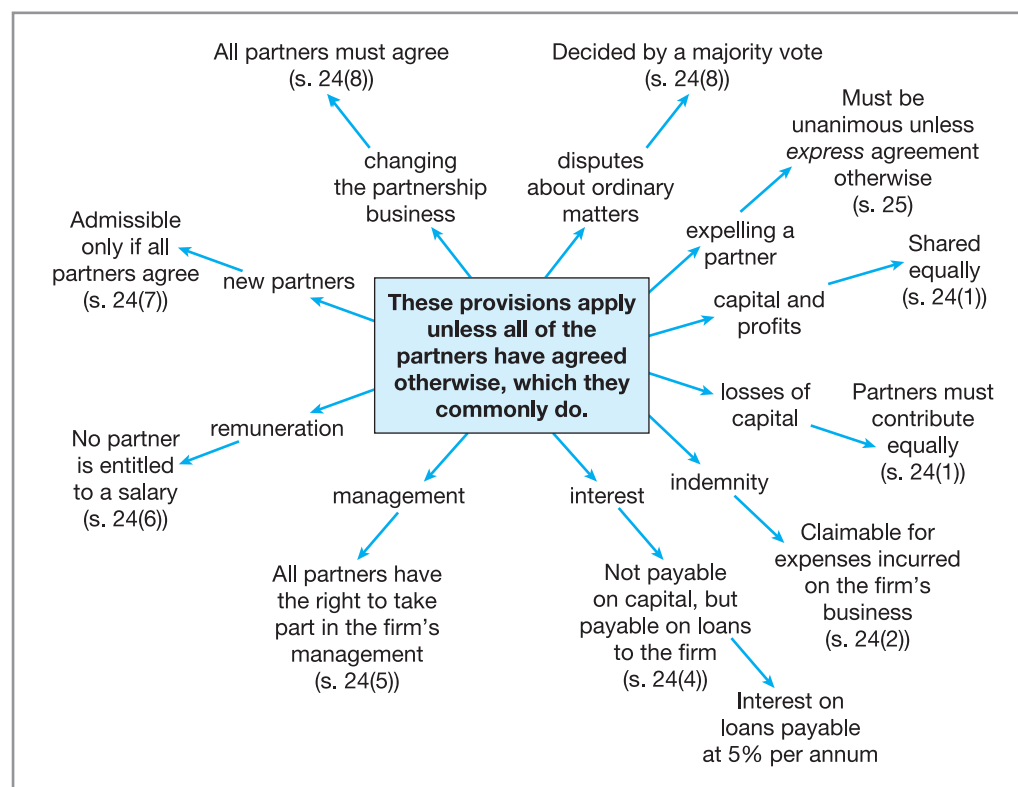 All partners must agree
(s. 24(8))
changing
the partnership
business
Decided by a majority vote
(s. 24(8))
disputes
about ordinary
matters
Must be
unanimous unless
express agreement
otherwise
(s. 25)
expelling a
partner
Shared
equally
(s. 24(1))
capital and
profits
Admissible
only if all
partners agree
(s. 24(7))
new partners
These provisions apply
unless all of the
partners have agreed
otherwise, which they
commonly do.
losses of
capital
Partners must
contribute
equally
(s. 24(1))
remuneration
No partner
is entitled
to a salary
(s. 24(6))
management
All partners have
the right to take
part in the firm's
management
(s. 24(5))
interest
Not payable
on capital, but
payable on loans
to the firm
(s. 24(4))
Interest on
loans payable
at 5% per annum
indemnity
Claimable for
expenses incurred
on the firm's
business
(s. 24(2))